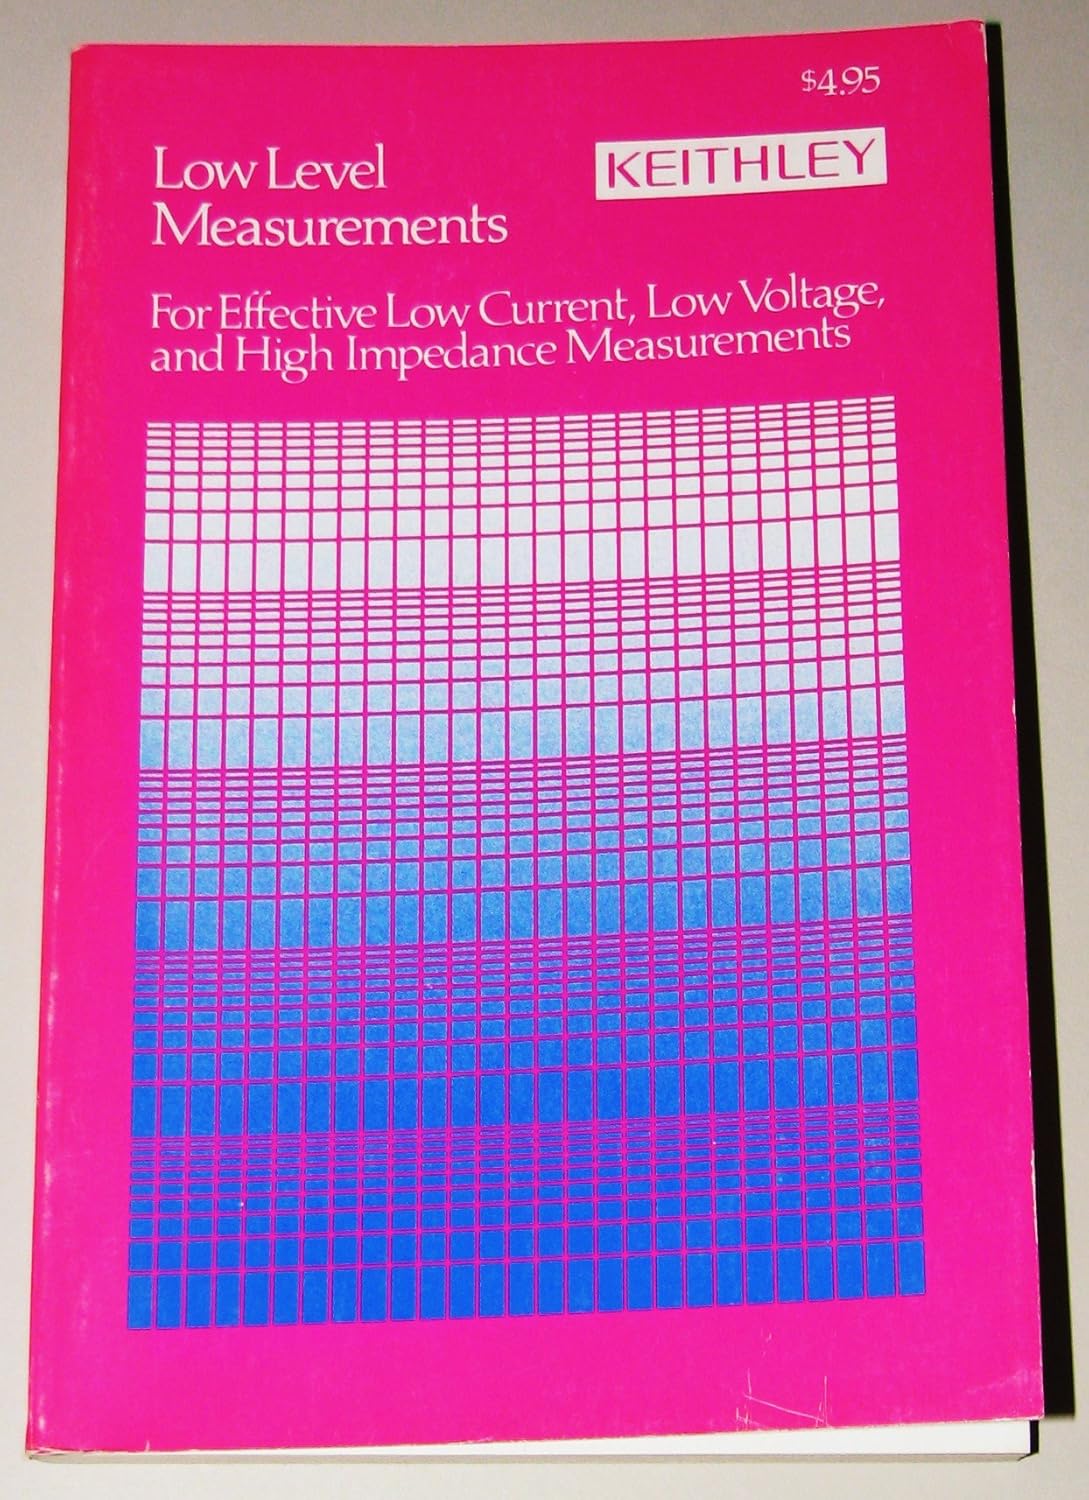 $4.95
Low Level
Measurements
KEITHLEY
For Effective Low Current, Low Voltage,
and High Impedance Measurements